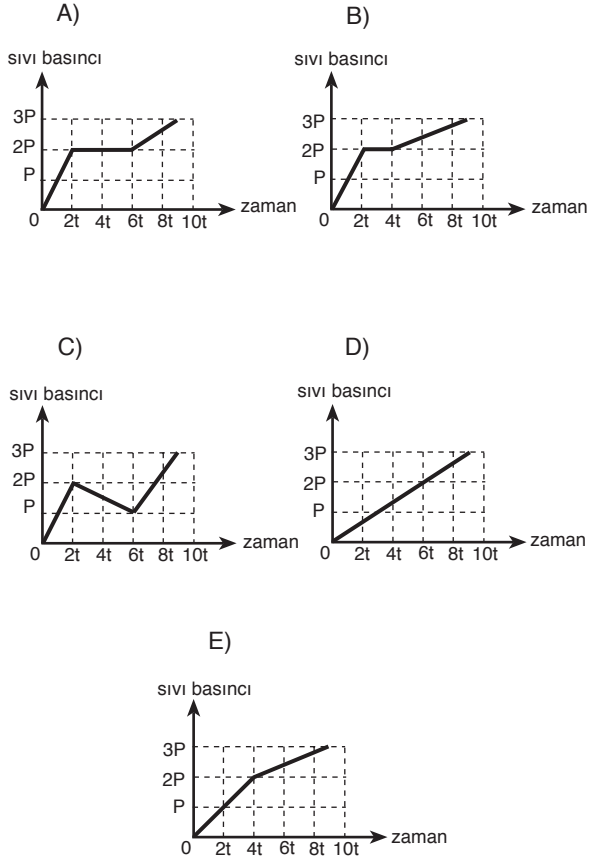 A)
sıvı basıncı
3P
2P
P
0 2t 4t 6t 8t 10t zaman
B)
sıvı basıncı
3P
2P
P
0 2t 4t 6t 8t 10t zaman
C)
sıvı basıncı
3P
2P
P
0 2t 4t 6t 8t 10t zaman
D)
sıvı basıncı
3P
2P
P
0 2t 4t 6t 8t 10t zaman
E)
sıvı basıncı
3P
2P
P
0 2t 4t 6t 8t 10t zaman